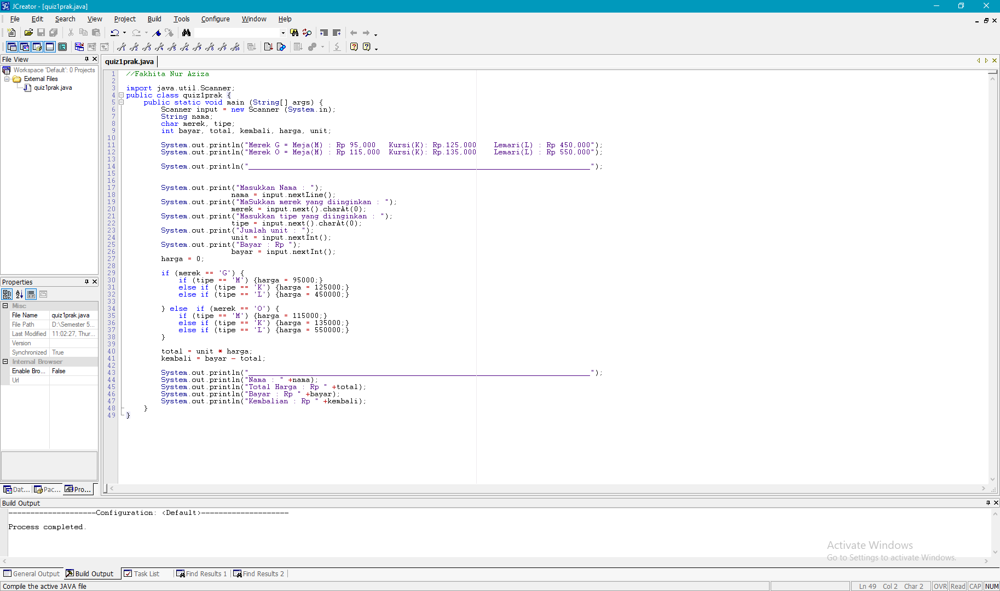 JCreator - [quiz1prak.java]
File Edit Search View Project Build Tools Configure Window Help
File View
Workspace 'Default': 0 Projects
External Files
quiz1prak.java
Properties
Misc
File Name quiz1prak.java
File Path D:\Semester 5...
Last Modified 11:02:27, Thur...
Version
Synchronized True
Internal Browser
Enable Bro... False
Url
Dat... Pac... Pro...
quiz1prak.java
1 //Fakhita Nur Aziza
2
3 import java.util.Scanner;
4 public class quiz1prak {
5 public static void main (String[] args) {
6 Scanner input = new Scanner (System.in);
7 String nama;
8 char merek, tipe;
9 int bayar, total, kembali, harga, unit;
10
11 System.out.println("Merek G = Meja(M) : Rp 95,000 Kursi(K): Rp.125,000 Lemari(L) : Rp 450,000");
12 System.out.println("Merek O = Meja(M) : Rp 115,000 Kursi(K): Rp.135,000 Lemari(L) : Rp 550,000");
13
14 System.out.println("______________________________________________________________________________");
15
16
17 System.out.print("Masukkan Nama : ");
18 nama = input.nextLine();
19 System.out.print("MaSukkan merek yang diinginkan : ");
20 merek = input.next().charAt(0);
21 System.out.print("Masukkan tipe yang diinginkan : ");
22 tipe = input.next().charAt(0);
23 System.out.print("Jumlah unit : ");
24 unit = input.nextInt();
25 System.out.print("Bayar : Rp ");
26 bayar = input.nextInt();
27 harga = 0;
28
29 if (merek == 'G') {
30 if (tipe == 'M') {harga = 95000;}
31 else if (tipe == 'K') {harga = 125000;}
32 else if (tipe == 'L') {harga = 450000;}
33
34 } else  if (merek == 'O') {
35 if (tipe == 'M') {harga = 115000;}
36 else if (tipe == 'K') {harga = 135000;}
37 else if (tipe == 'L') {harga = 550000;}
38 }
39
40 total = unit * harga;
41 kembali = bayar - total;
42
43 System.out.println("______________________________________________________________________________");
44 System.out.println("Nama : " +nama);
45 System.out.println("Total Harga : Rp " +total);
46 System.out.println("Bayar : Rp " +bayar);
47 System.out.println("Kembalian : Rp " +kembali);
48 }
49 }
Build Output
--------------------Configuration: <Default>--------------------
Process completed.
Activate Windows
Go to Settings to activate Windows.
General Output Build Output Task List Find Results 1 Find Results 2
Compile the active JAVA file Ln 49 Col 2 Char 2 OVR Read CAP NUM